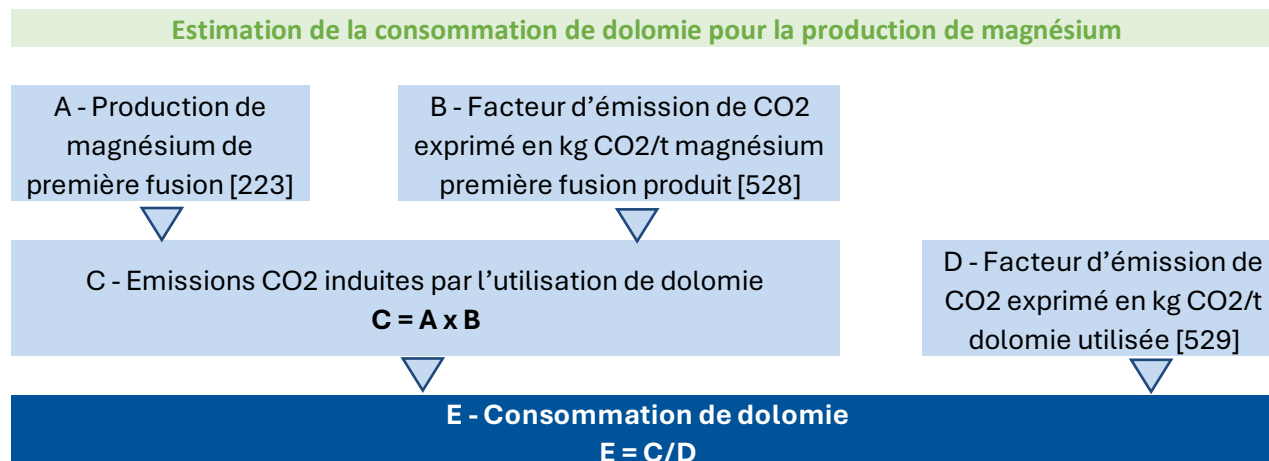 Estimation de la consommation de dolomie pour la production de magnésium
A - Production de
magnésium de
première fusion [223]
B - Facteur d’émission de CO2
exprimé en kg CO2/t magnésium
première fusion produit [528]
C - Emissions CO2 induites par l’utilisation de dolomie
C = A x B
D - Facteur d’émission de
CO2 exprimé en kg CO2/t
dolomie utilisée [529]
E - Consommation de dolomie
E = C/D